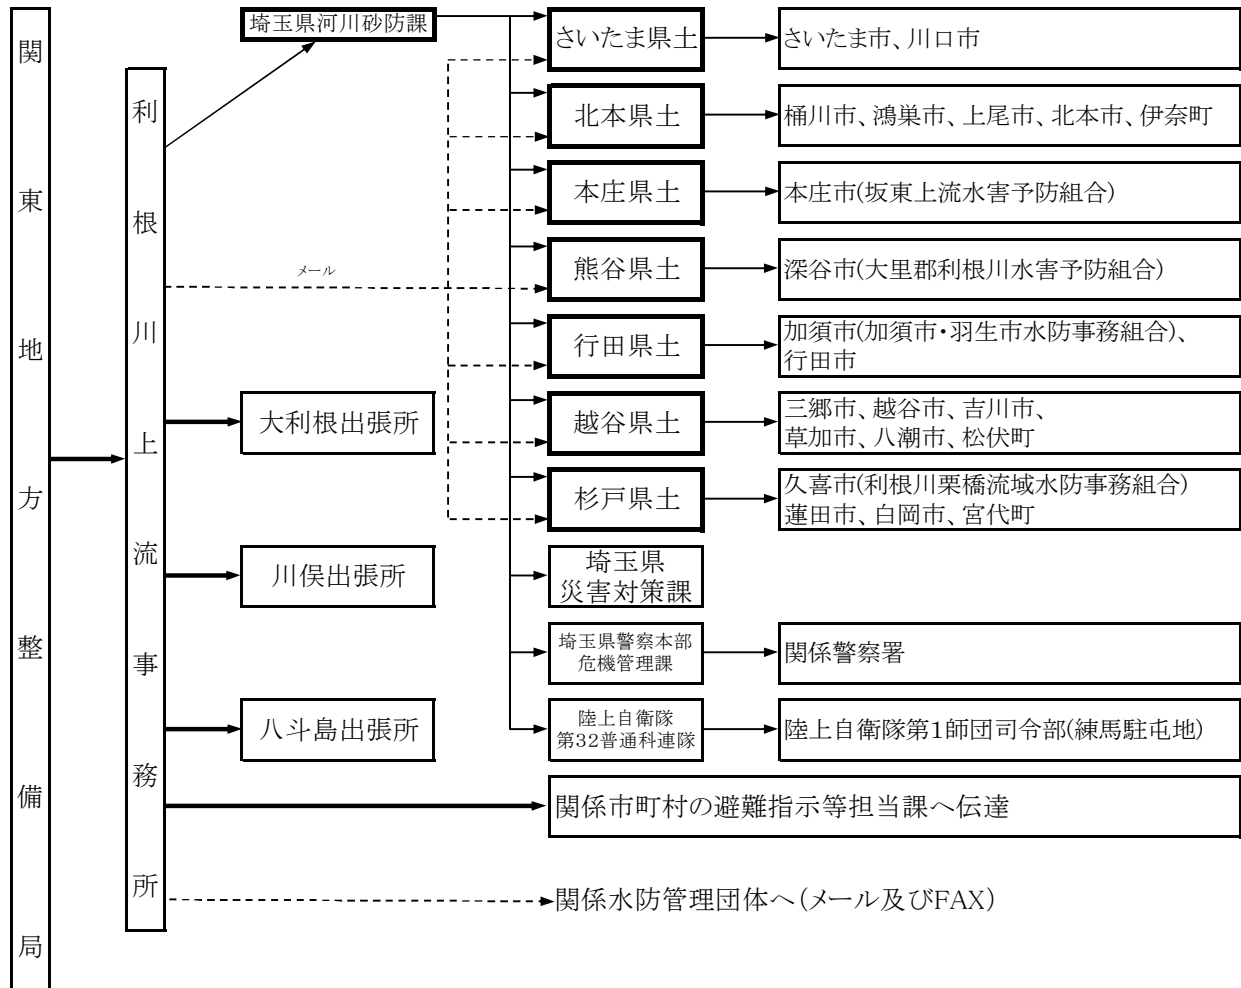 関東地方整備局
利根川上流事務所
埼玉県河川砂防課
さいたま県土
さいたま市、川口市
北本県土
桶川市、鴻巣市、上尾市、北本市、伊奈町
本庄県土
本庄市(坂東上流水害予防組合)
メール
熊谷県土
深谷市(大里郡利根川水害予防組合)
行田県土
加須市(加須市・羽生市水防事務組合)、
行田市
大利根出張所
越谷県土
三郷市、越谷市、吉川市、
草加市、八潮市、松伏町
杉戸県土
久喜市(利根川栗橋流域水防事務組合)
蓮田市、白岡市、宮代町
川俣出張所
埼玉県
災害対策課
埼玉県警察本部
危機管理課
関係警察署
八斗島出張所
陸上自衛隊
第32普通科連隊
陸上自衛隊第1師団司令部(練馬駐屯地)
関係市町村の避難指示等担当課へ伝達
関係水防管理団体へ(メール及びFAX)